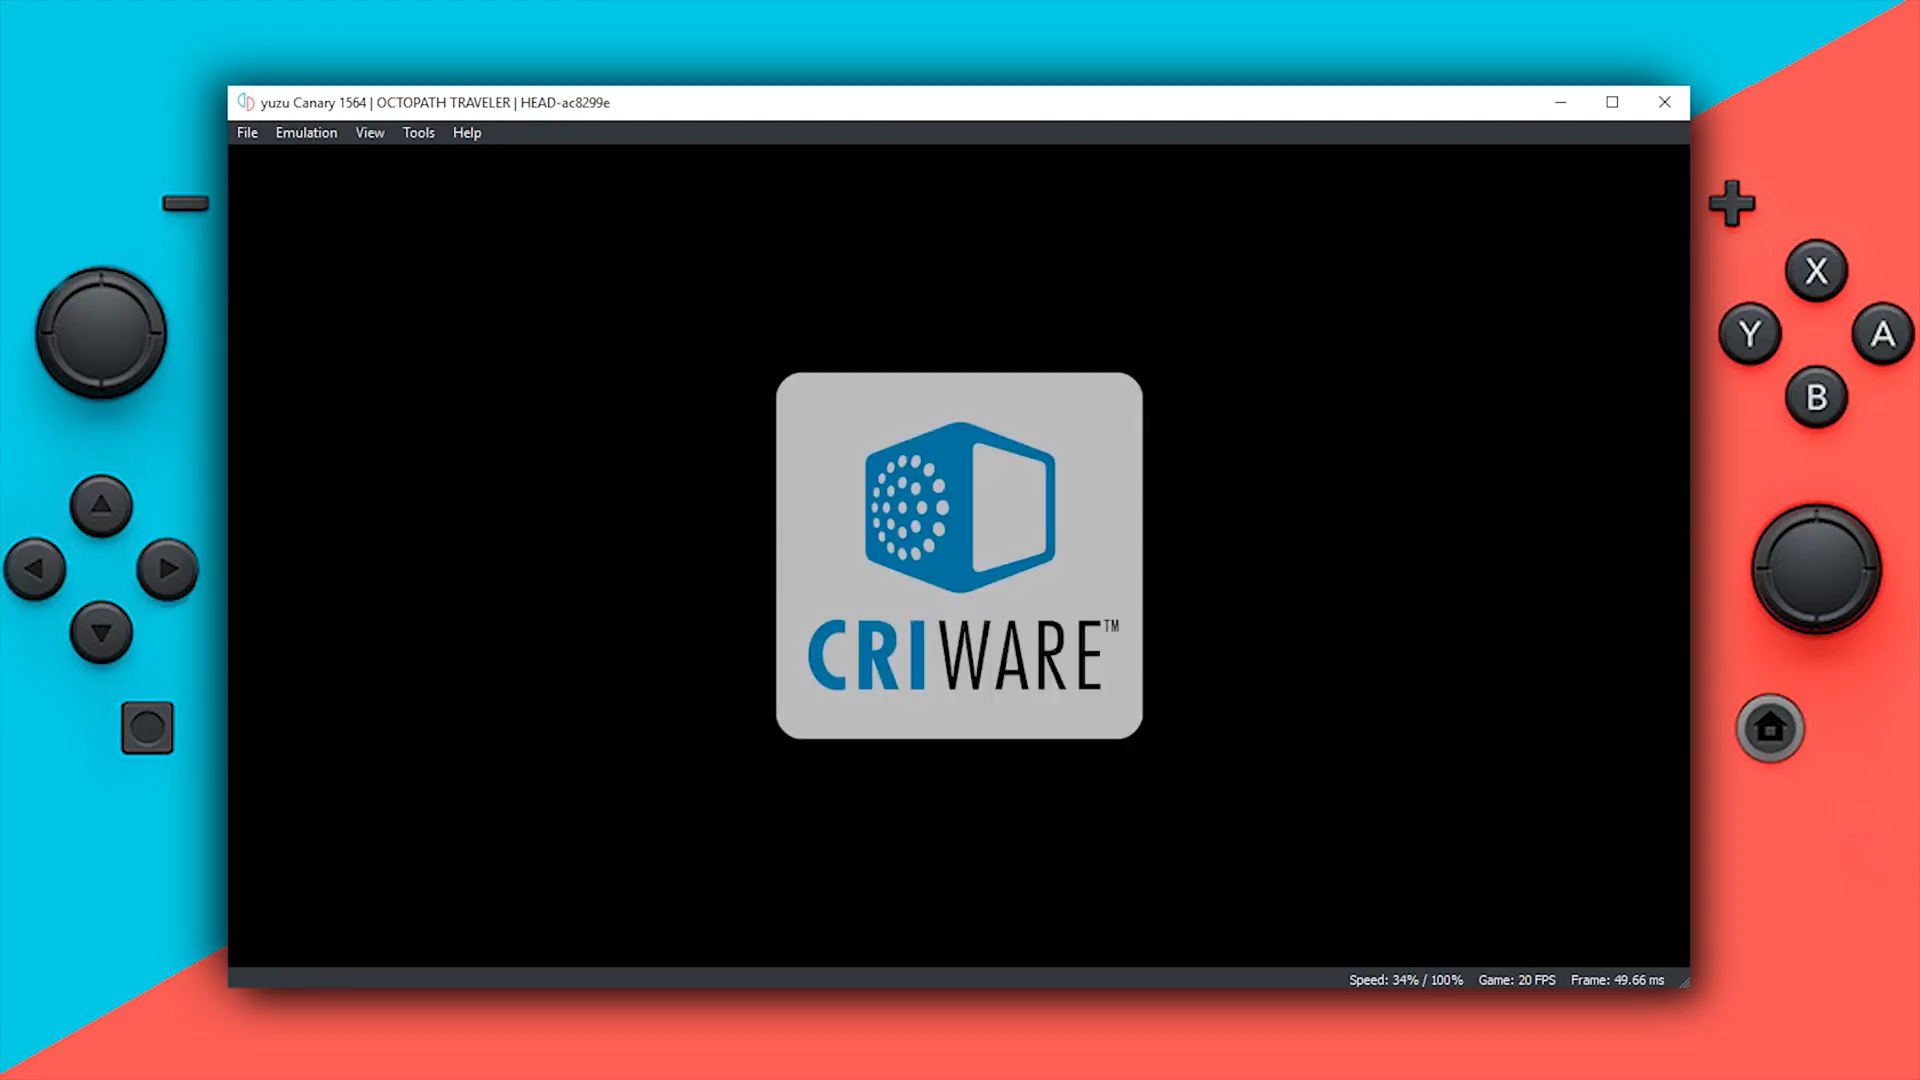 yuzu Canary 1564 | OCTOPATH TRAVELER | HEAD-ac8299e
File Emulation View Tools Help
X
Y
A
B
CRIWARE™
Speed: 34% / 100% Game: 20 FPS Frame: 49.66 ms